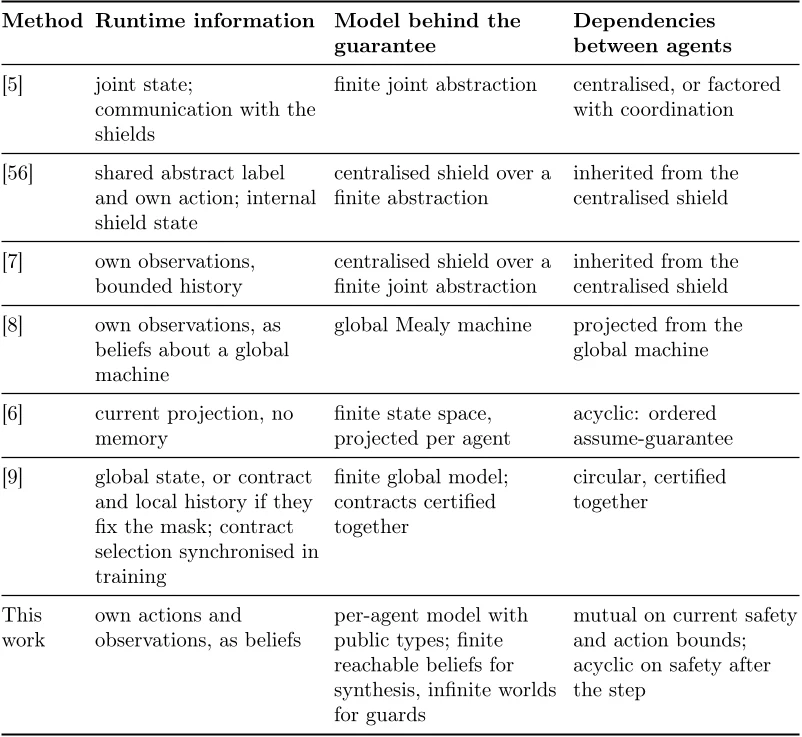 Method Runtime information Model behind the guarantee Dependencies between agents
[5] joint state; communication with the shields finite joint abstraction centralised, or factored with coordination
[56] shared abstract label and own action; internal shield state centralised shield over a finite abstraction inherited from the centralised shield
[7] own observations, bounded history centralised shield over a finite joint abstraction inherited from the centralised shield
[8] own observations, as beliefs about a global machine global Mealy machine projected from the global machine
[6] current projection, no memory finite state space, projected per agent acyclic: ordered assume-guarantee
[9] global state, or contract and local history if they fix the mask; contract selection synchronised in training finite global model; contracts certified together circular, certified together
This work own actions and observations, as beliefs per-agent model with public types; finite reachable beliefs for synthesis, infinite worlds for guards mutual on current safety and action bounds; acyclic on safety after the step